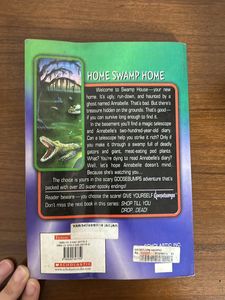 HOME SWAMP HOME
Welcome to Swamp House—your new
home. It's ugly, run-down, and haunted by a
ghost named Annabelle. That's bad. But there's
treasure hidden on the grounds. That's good—
if you can survive long enough to find it.
In the basement you'll find a magic telescope
and Annabelle's two-hundred-year-old diary.
Can a telescope help you strike it rich? Only if
you make it through a swamp full of deadly
gators and giant, meat-eating pod plants.
What? You're dying to read Annabelle's diary?
Well, let's hope Annabelle doesn't mind.
Because she's watching you....
The choice is yours in this scary GOOSEBUMPS adventure that's
packed with over 20 super-spooky endings!
Reader beware—you choose the scare! GIVE YOURSELF Goosebumps!
Don't miss the next book in this series: SHOP TILL YOU
DROP...DEAD!
SCHOLASTIC INC.
SCHOLASTIC